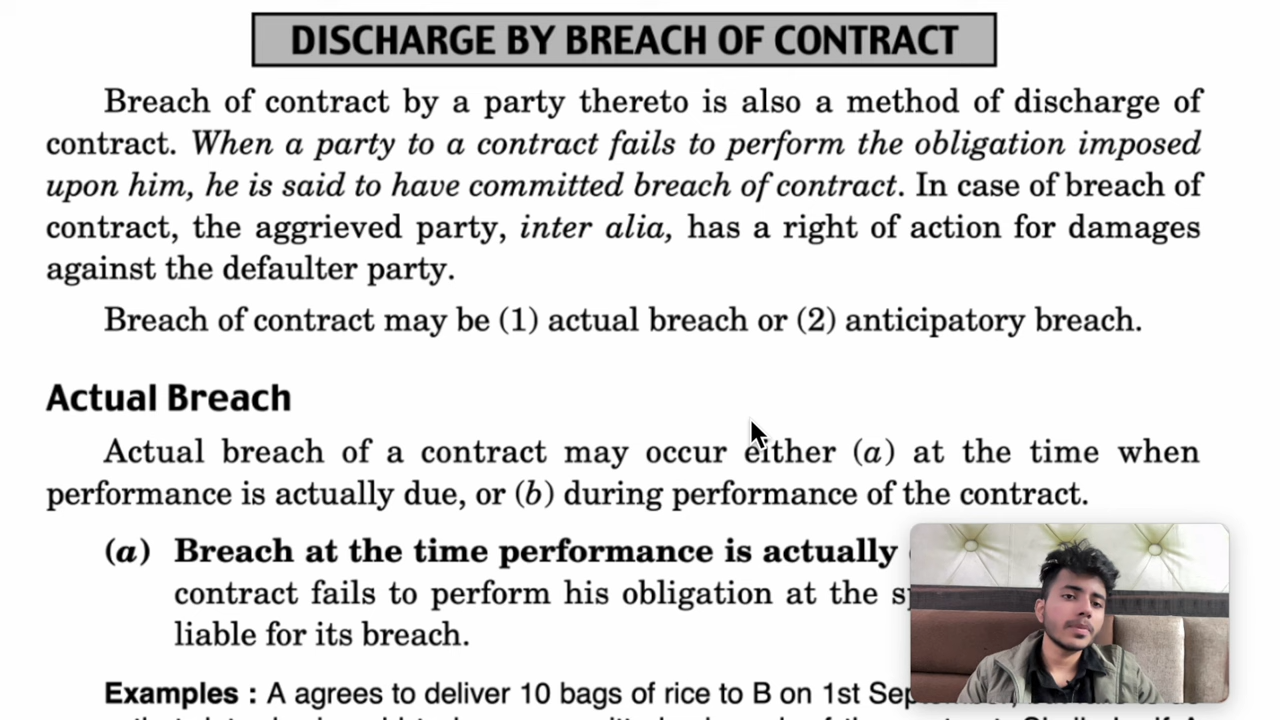 DISCHARGE BY BREACH OF CONTRACT
Breach of contract by a party thereto is also a method of discharge of
contract. When a party to a contract fails to perform the obligation imposed
upon him, he is said to have committed breach of contract. In case of breach of
contract, the aggrieved party, inter alia, has a right of action for damages
against the defaulter party.
Breach of contract may be (1) actual breach or (2) anticipatory breach.
Actual Breach
Actual breach of a contract may occur either (a) at the time when
performance is actually due, or (b) during performance of the contract.
(a) Breach at the time performance is actually
contract fails to perform his obligation at the
liable for its breach.
Examples : A agrees to deliver 10 bags of rice to B on 1st